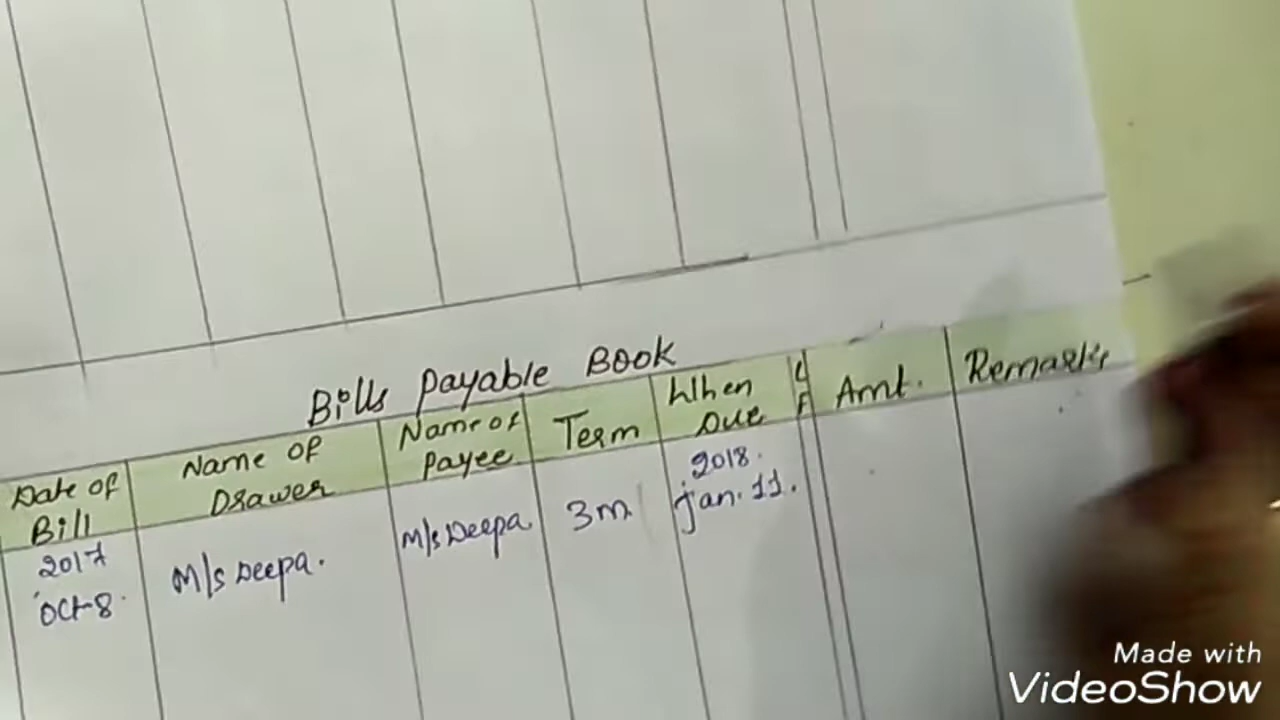 Bills Payable BOOK
Date of Bill
Name of Drawer
Name of Payee
Term
When Due
L F
Amt.
Remarks
2017
Oct-8.
M/s Deepa.
M/s Deepa
3m
2018.
Jan. 11.
Made with
VideoShow